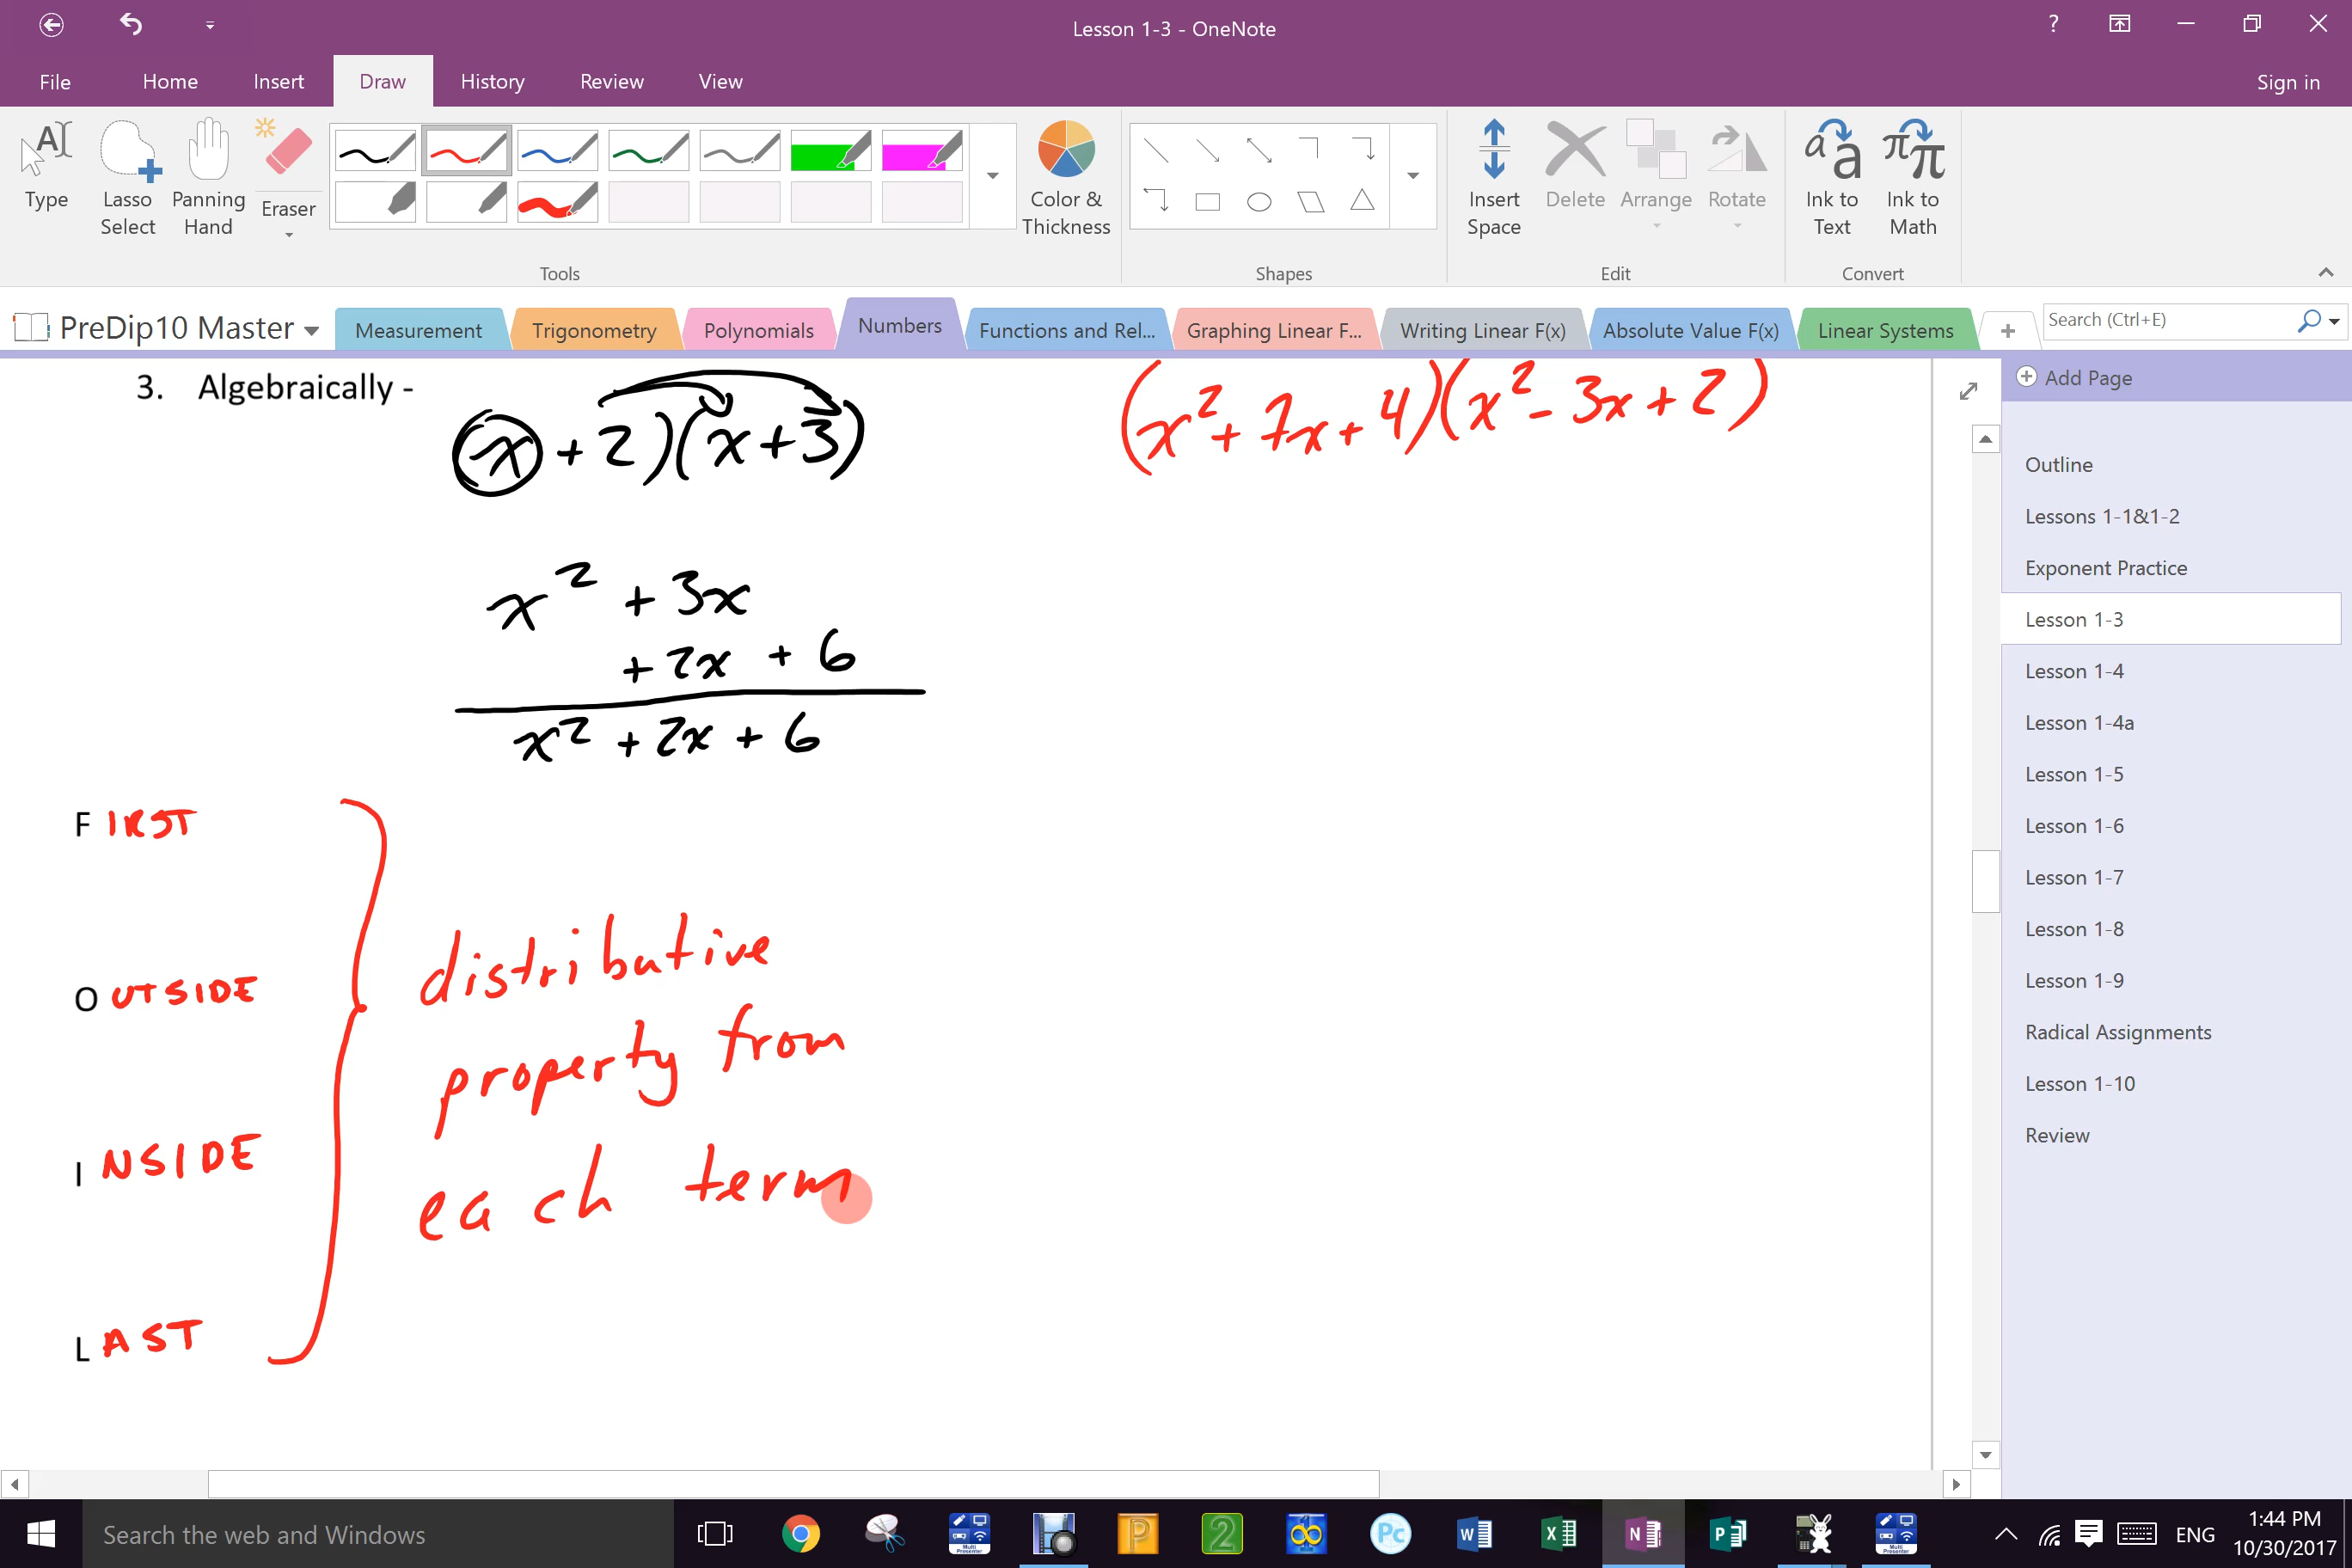 Lesson 1-3 - OneNote
?
File Home Insert Draw History Review View Sign in
Type
Lasso Select
Panning Hand
Eraser
Color & Thickness
Insert Space
Delete
Arrange
Rotate
Ink to Text
Ink to Math
Tools Shapes Edit Convert
PreDip10 Master Measurement Trigonometry Polynomials Numbers Functions and Rel... Graphing Linear F... Writing Linear F(x) Absolute Value F(x) Linear Systems
Search (Ctrl+E)
3. Algebraically -
(x + 2)(x + 3)
(x² + 7x + 4)(x² - 3x + 2)
x² + 3x
+ 2x + 6
x² + 2x + 6
FIRST
OUTSIDE
INSIDE
LAST
distributive
property from
each term
Add Page
Outline
Lessons 1-1&1-2
Exponent Practice
Lesson 1-3
Lesson 1-4
Lesson 1-4a
Lesson 1-5
Lesson 1-6
Lesson 1-7
Lesson 1-8
Lesson 1-9
Radical Assignments
Lesson 1-10
Review
Search the web and Windows
ENG
1:44 PM
10/30/2017